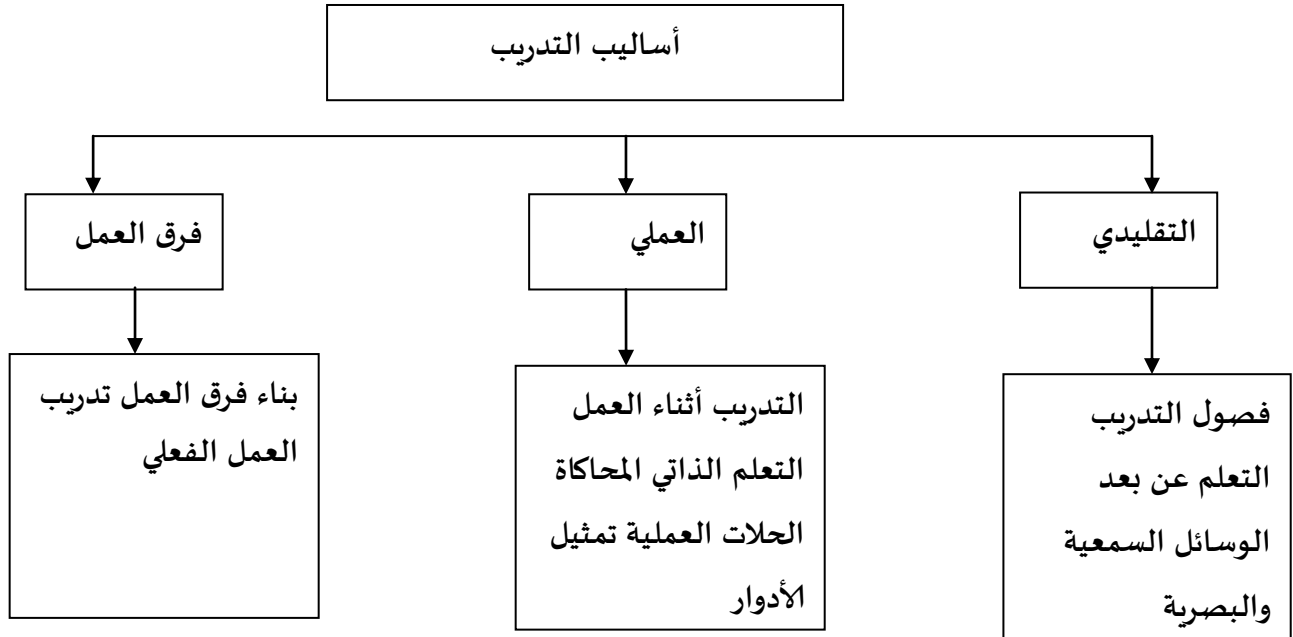 أساليب التدريب
التقليدي
العملي
فرق العمل
فصول التدريب
التعلم عن بعد
الوسائل السمعية
والبصرية
التدريب أثناء العمل
التعلم الذاتي المحاكاة
الحلات العملية تمثيل
الأدوار
بناء فرق العمل تدريب
العمل الفعلي